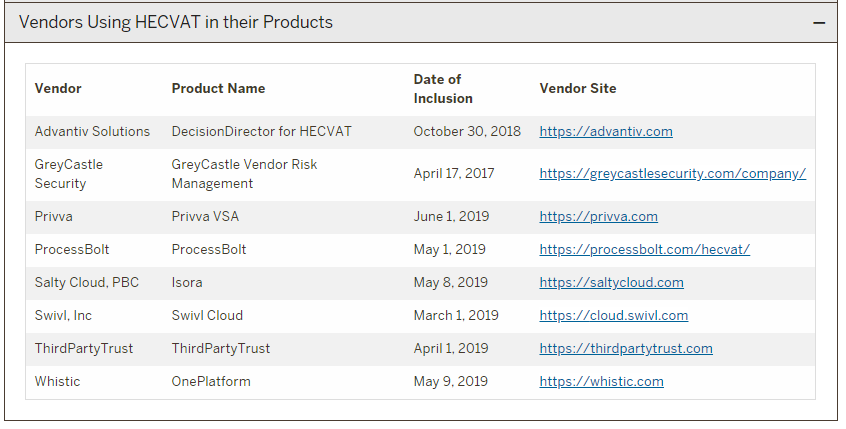 Vendors Using HECVAT in their Products −
Vendor Product Name Date of Inclusion Vendor Site
Advantiv Solutions DecisionDirector for HECVAT October 30, 2018 https://advantiv.com
GreyCastle Security GreyCastle Vendor Risk Management April 17, 2017 https://greycastlesecurity.com/company/
Privva Privva VSA June 1, 2019 https://privva.com
ProcessBolt ProcessBolt May 1, 2019 https://processbolt.com/hecvat/
Salty Cloud, PBC Isora May 8, 2019 https://saltycloud.com
Swivl, Inc Swivl Cloud March 1, 2019 https://cloud.swivl.com
ThirdPartyTrust ThirdPartyTrust April 1, 2019 https://thirdpartytrust.com
Whistic OnePlatform May 9, 2019 https://whistic.com